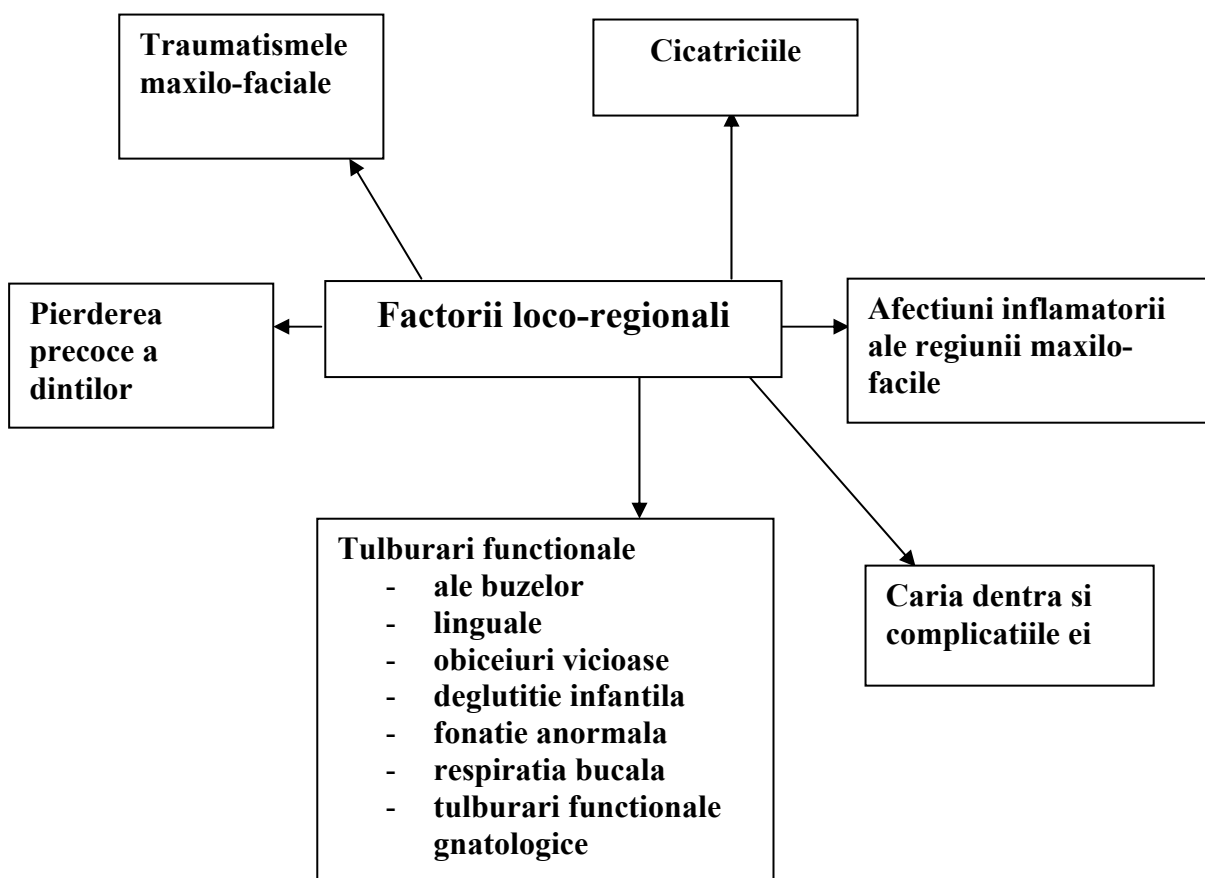 Traumatismele
maxilo-faciale
Cicatriciile
Factorii loco-regionali
Pierderea
precoce a
dintilor
Afectiuni inflamatorii
ale regiunii maxilo-
facile
Tulburari functionale
- ale buzelor
- linguale
- obiceiuri vicioase
- deglutitie infantila
- fonatie anormala
- respiratia bucala
- tulburari functionale
gnatologice
Caria dentra si
complicatiile ei